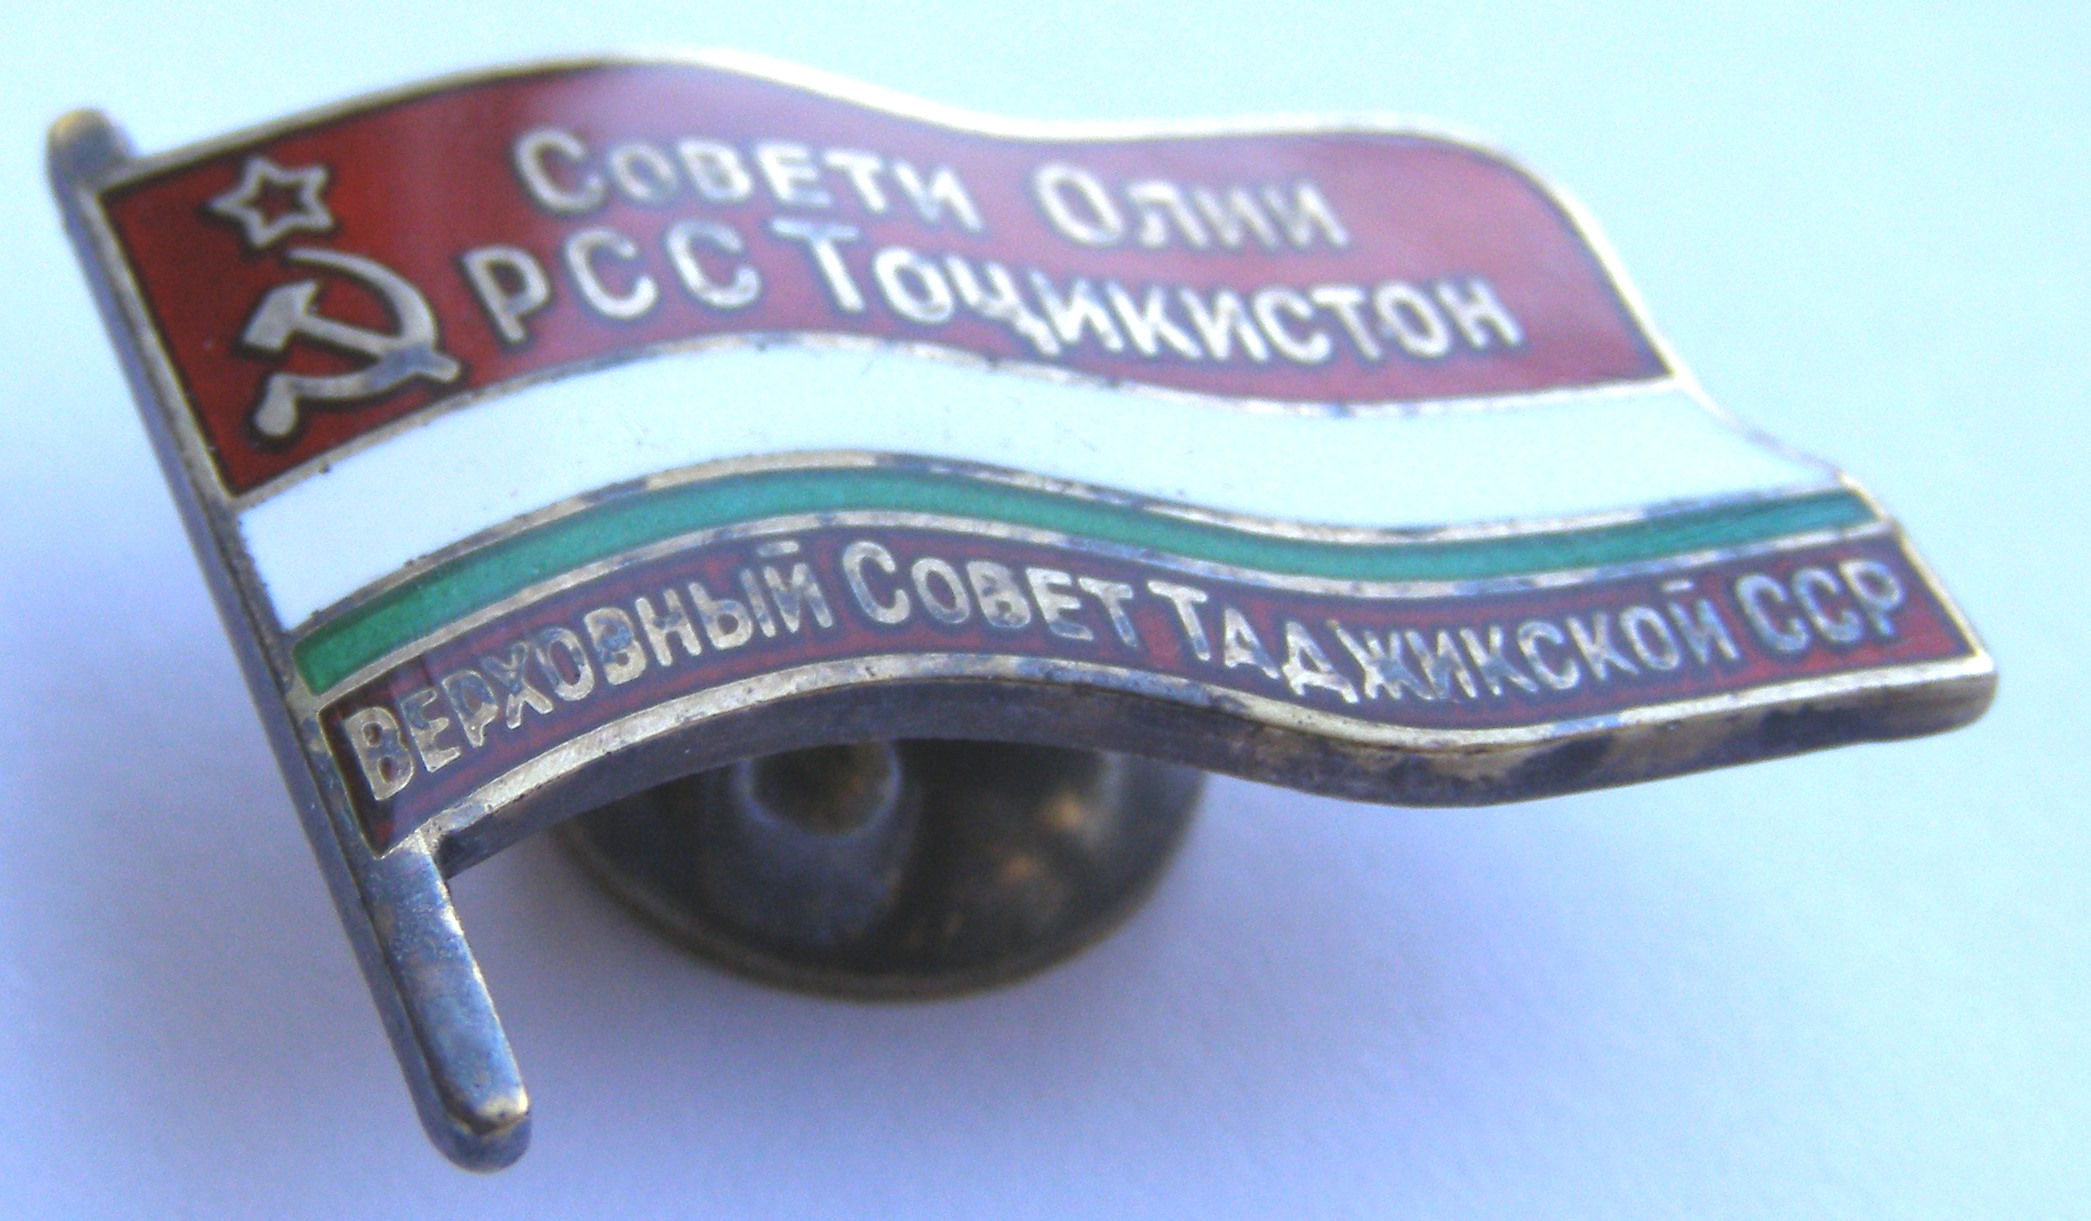 Совети Олии
РСС Тоҷикистон
Верховный Совет Таджикской ССР